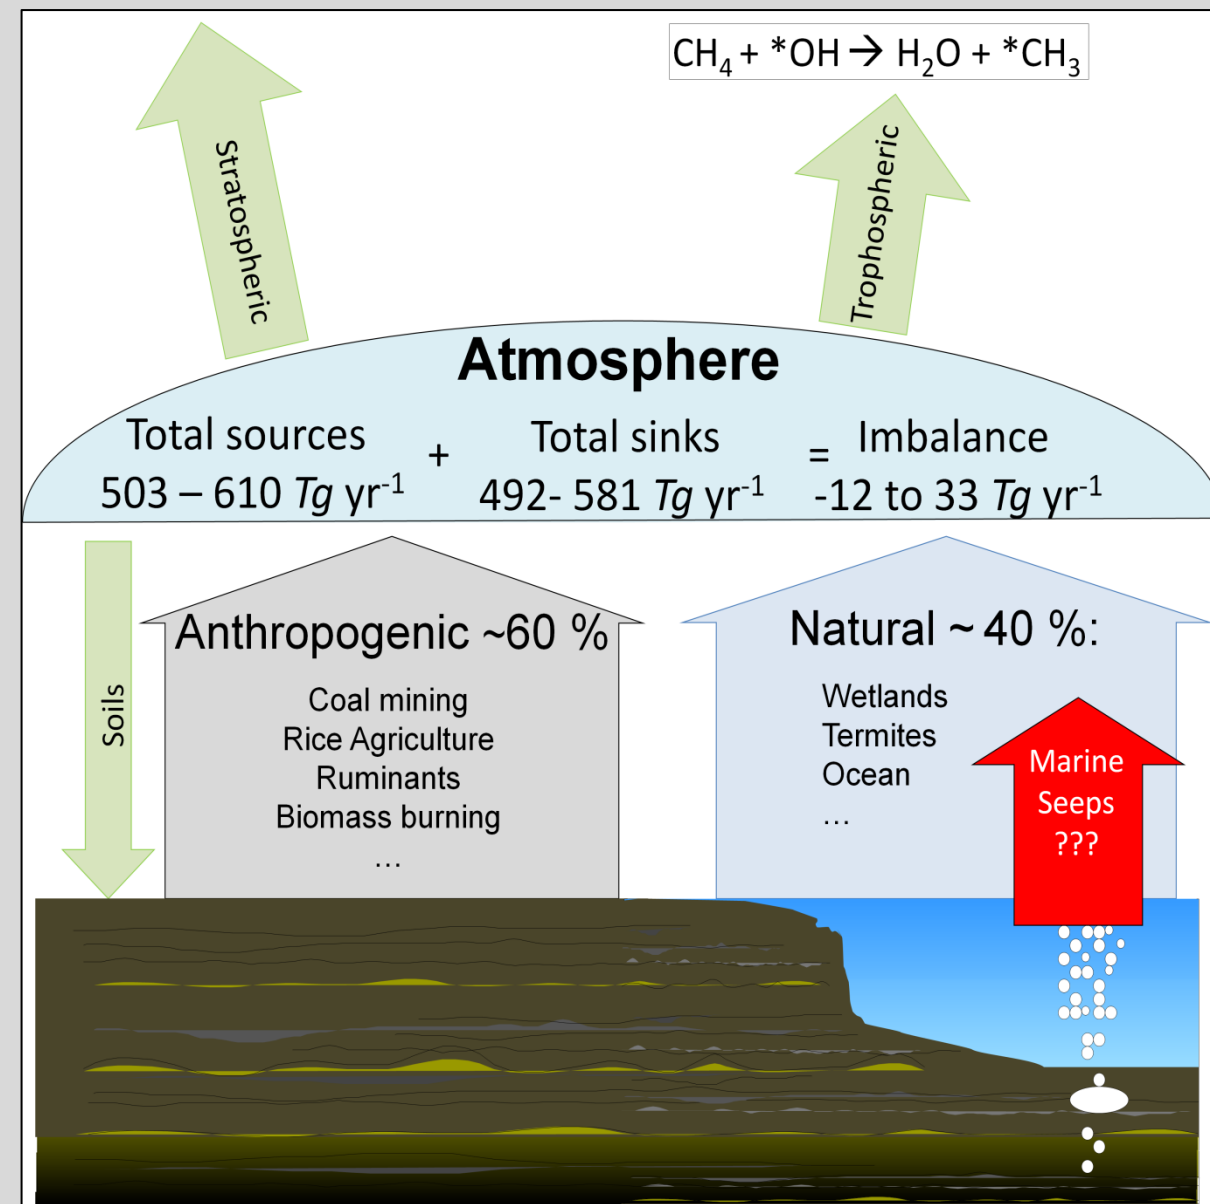 CH₄ + *OH → H₂O + *CH₃
Stratospheric
Trophospheric
Atmosphere
Total sources + Total sinks = Imbalance
503 – 610 Tg yr⁻¹ 492- 581 Tg yr⁻¹ -12 to 33 Tg yr⁻¹
Soils
Anthropogenic ~60 %
Coal mining
Rice Agriculture
Ruminants
Biomass burning
...
Natural ~ 40 %:
Wetlands
Termites
Ocean
...
Marine
Seeps
???